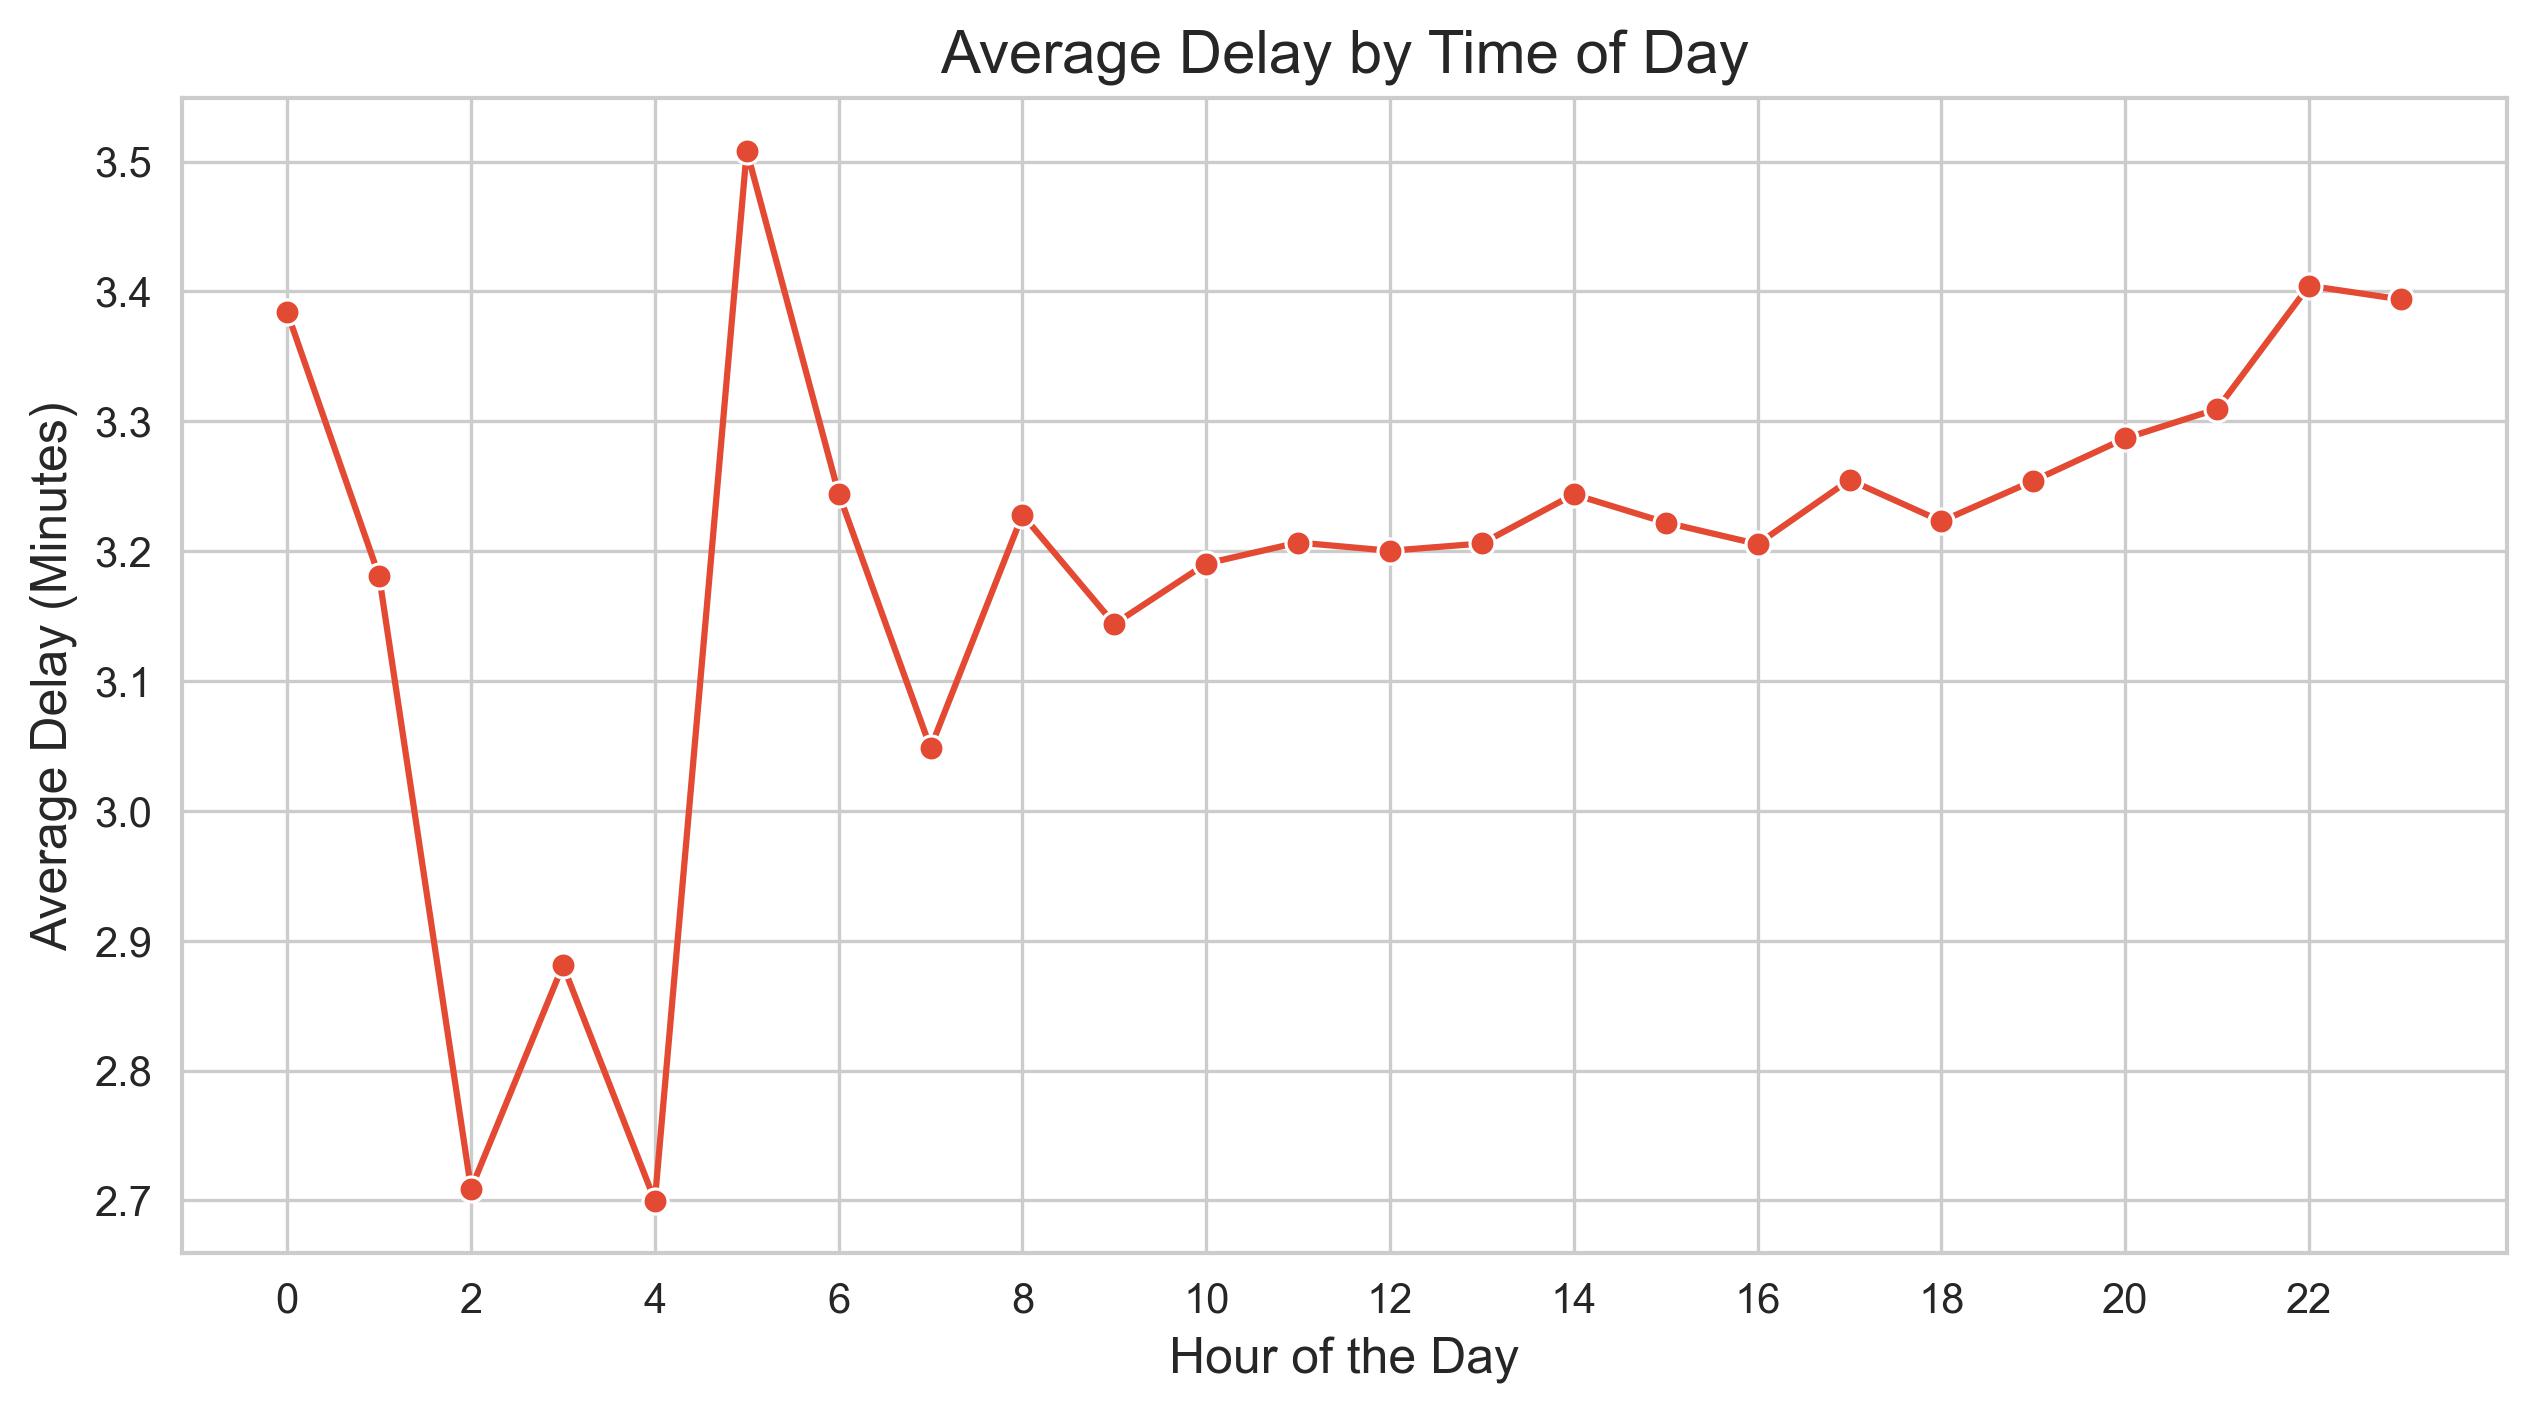 Average Delay by Time of Day
Average Delay (Minutes)
3.5
3.4
3.3
3.2
3.1
3.0
2.9
2.8
2.7
0 2 4 6 8 10 12 14 16 18 20 22
Hour of the Day